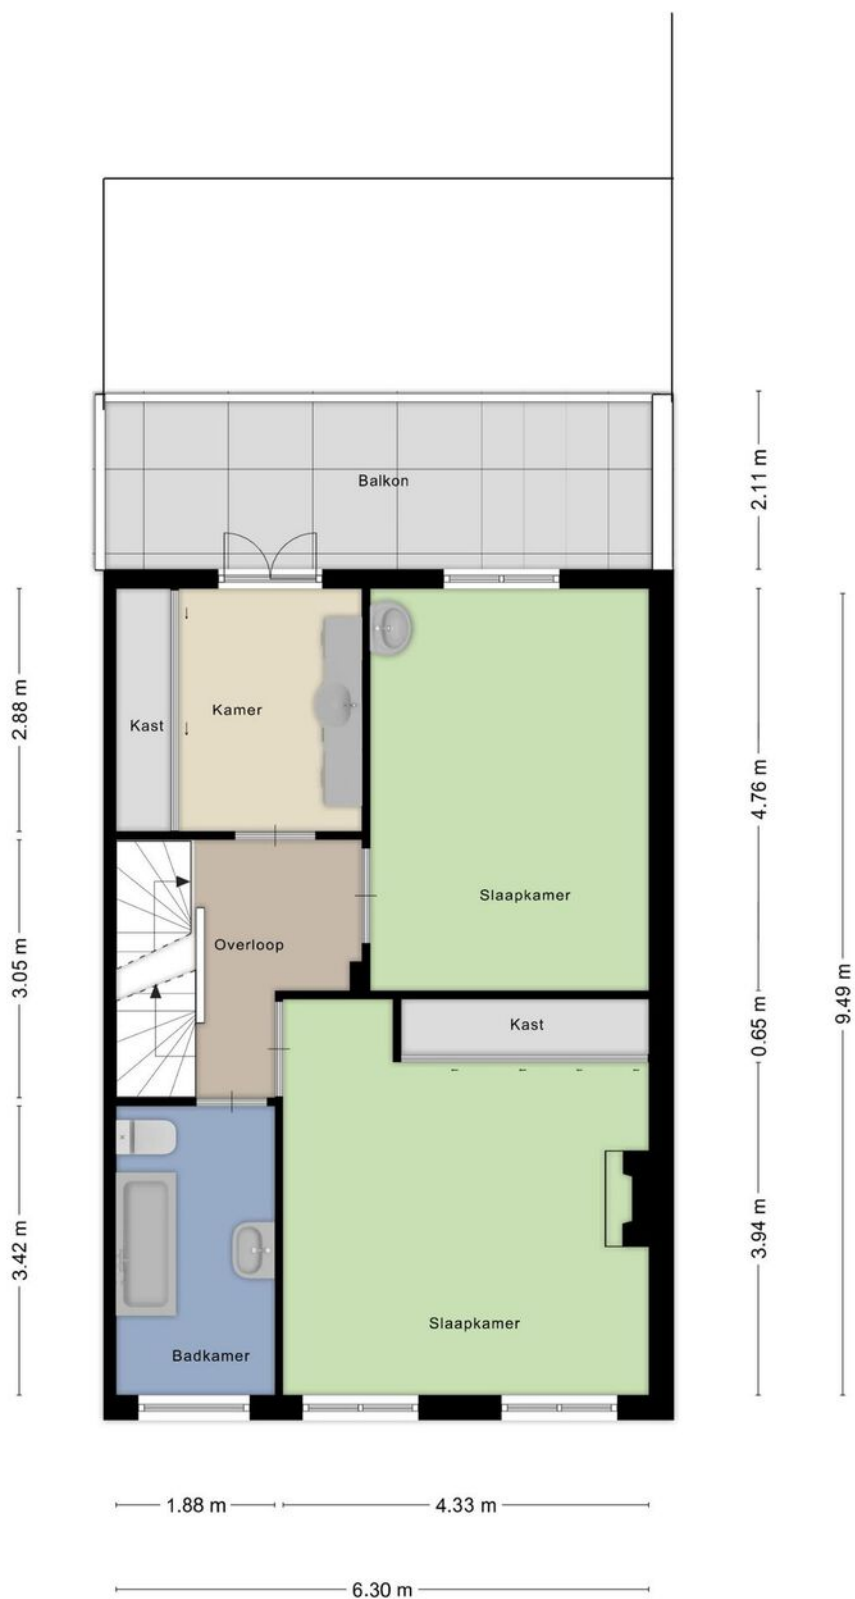 Balkon
2.11 m
2.88 m
Kast
Kamer
4.76 m
Slaapkamer
Overloop
3.05 m
9.49 m
0.65 m
Kast
3.42 m
3.94 m
Slaapkamer
Badkamer
1.88 m
4.33 m
6.30 m